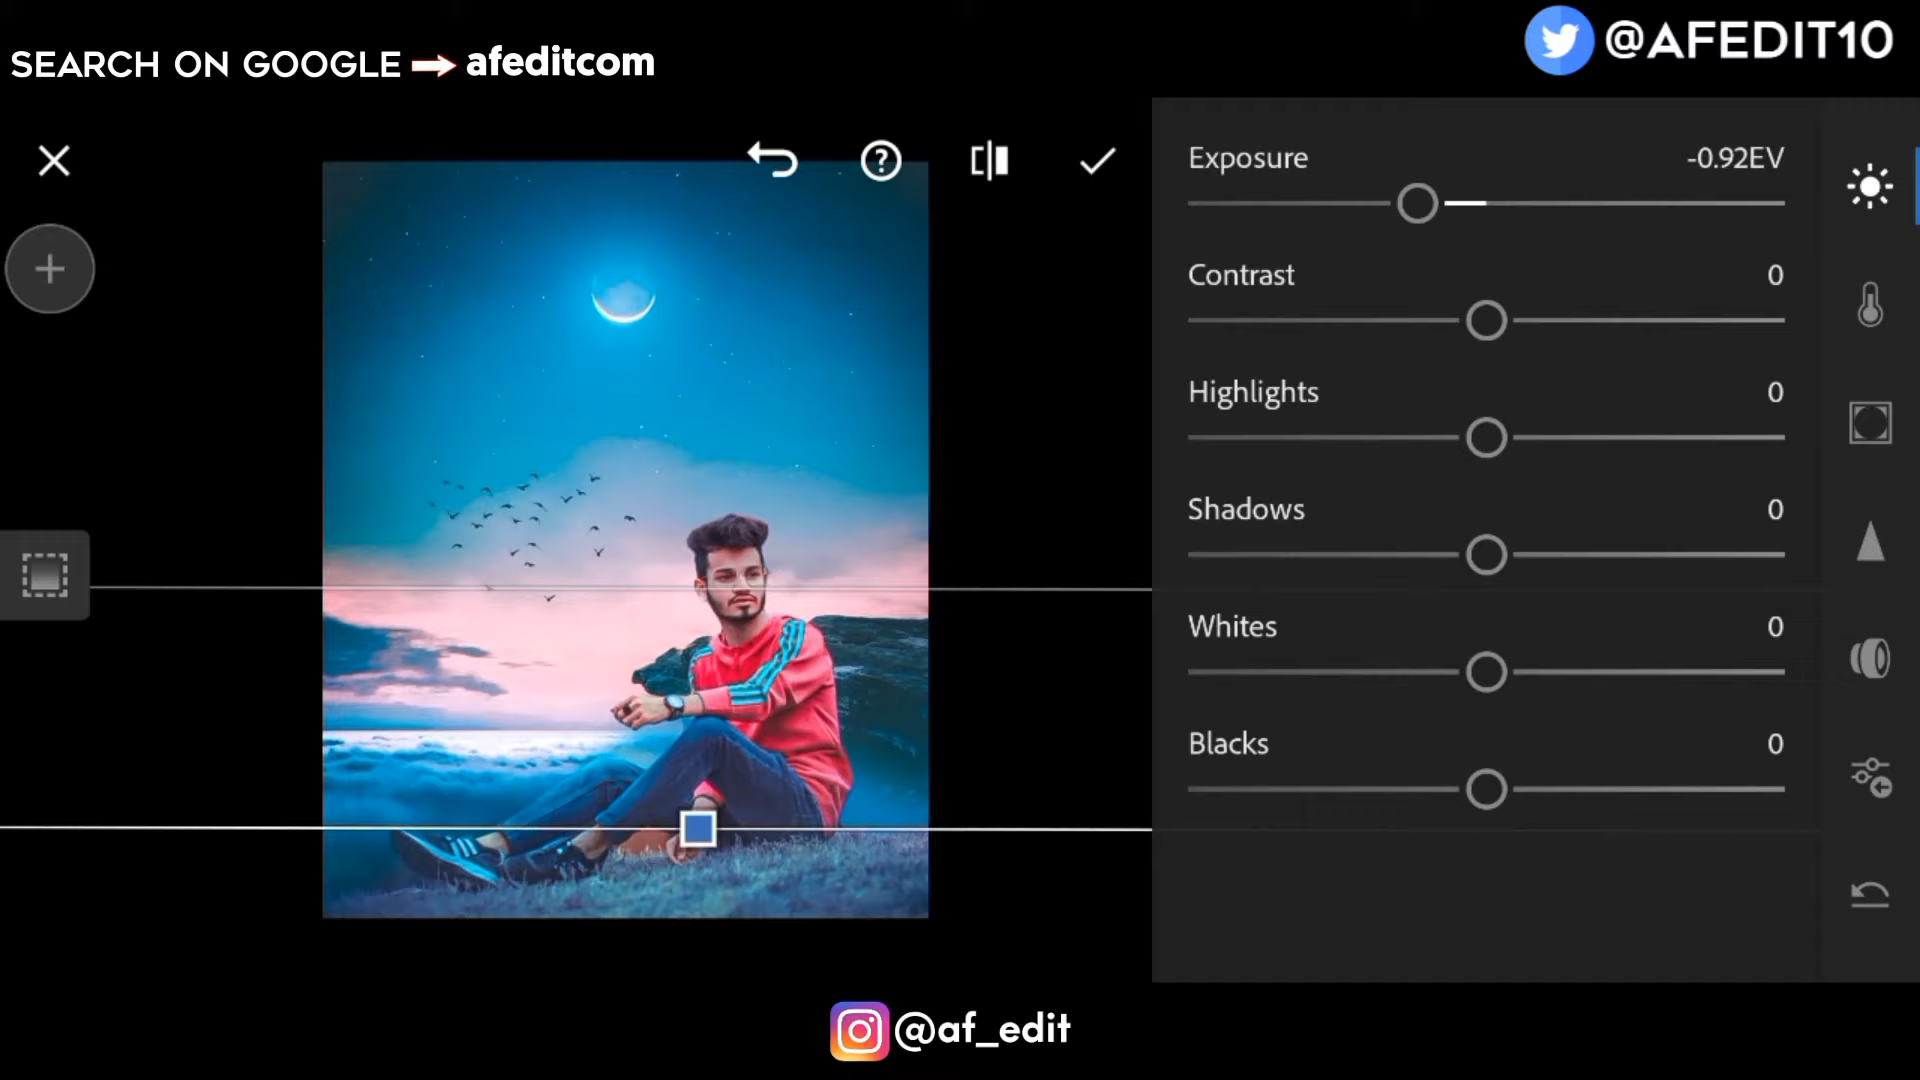 SEARCH ON GOOGLE afeditcom
@AFEDIT10
Exposure -0.92EV
Contrast 0
Highlights 0
Shadows 0
Whites 0
Blacks 0
@af_edit